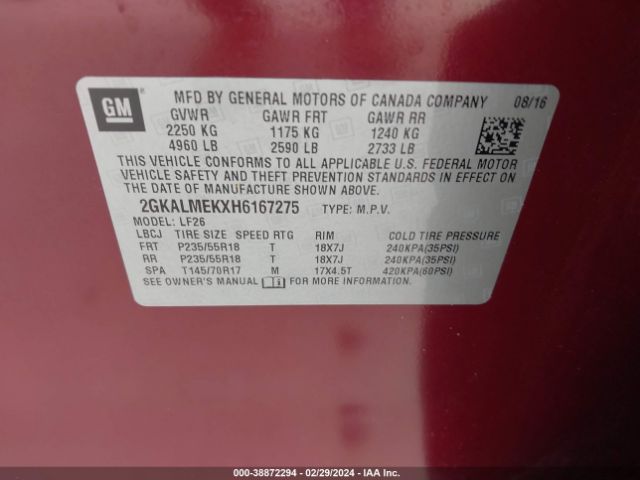 GM
MFD BY GENERAL MOTORS OF CANADA COMPANY 08/16
GVWR GAWR FRT GAWR RR
2250 KG 1175 KG 1240 KG
4960 LB 2590 LB 2733 LB
THIS VEHICLE CONFORMS TO ALL APPLICABLE U.S. FEDERAL MOTOR
VEHICLE SAFETY AND THEFT PREVENTION STANDARDS IN EFFECT ON
THE DATE OF MANUFACTURE SHOWN ABOVE.
2GKALMEKXH6167275 TYPE: M.P.V.
MODEL: LF26
LBCJ TIRE SIZE SPEED RTG RIM COLD TIRE PRESSURE
FRT P235/55R18 T 18X7J 240KPA(35PSI)
RR P235/55R18 T 18X7J 240KPA(35PSI)
SPA T145/70R17 M 17X4.5T 420KPA(60PSI)
SEE OWNER'S MANUAL FOR MORE INFORMATION.
STOCK#: 38872294 - 02/29/2024 - IAA Inc.